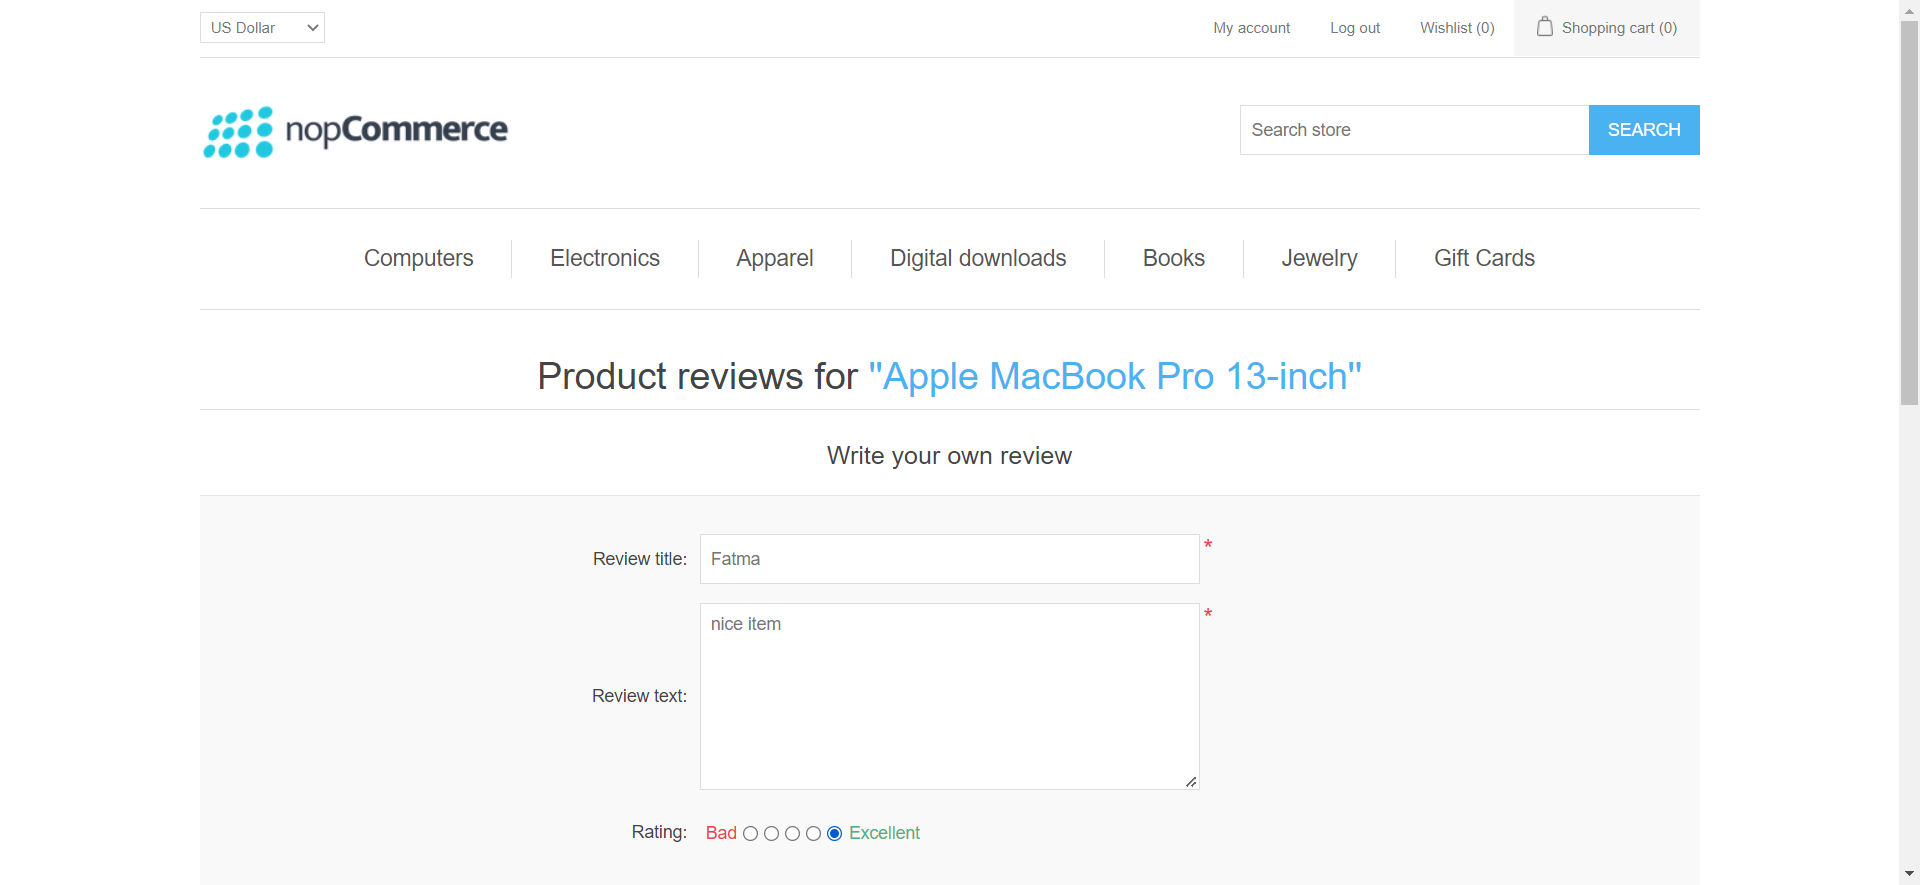 US Dollar
My account
Log out
Wishlist (0)
Shopping cart (0)
nopCommerce
Search store
SEARCH
Computers
Electronics
Apparel
Digital downloads
Books
Jewelry
Gift Cards
Product reviews for "Apple MacBook Pro 13-inch"
Write your own review
Review title:
Fatma
*
Review text:
nice item
*
Rating:
Bad
Excellent